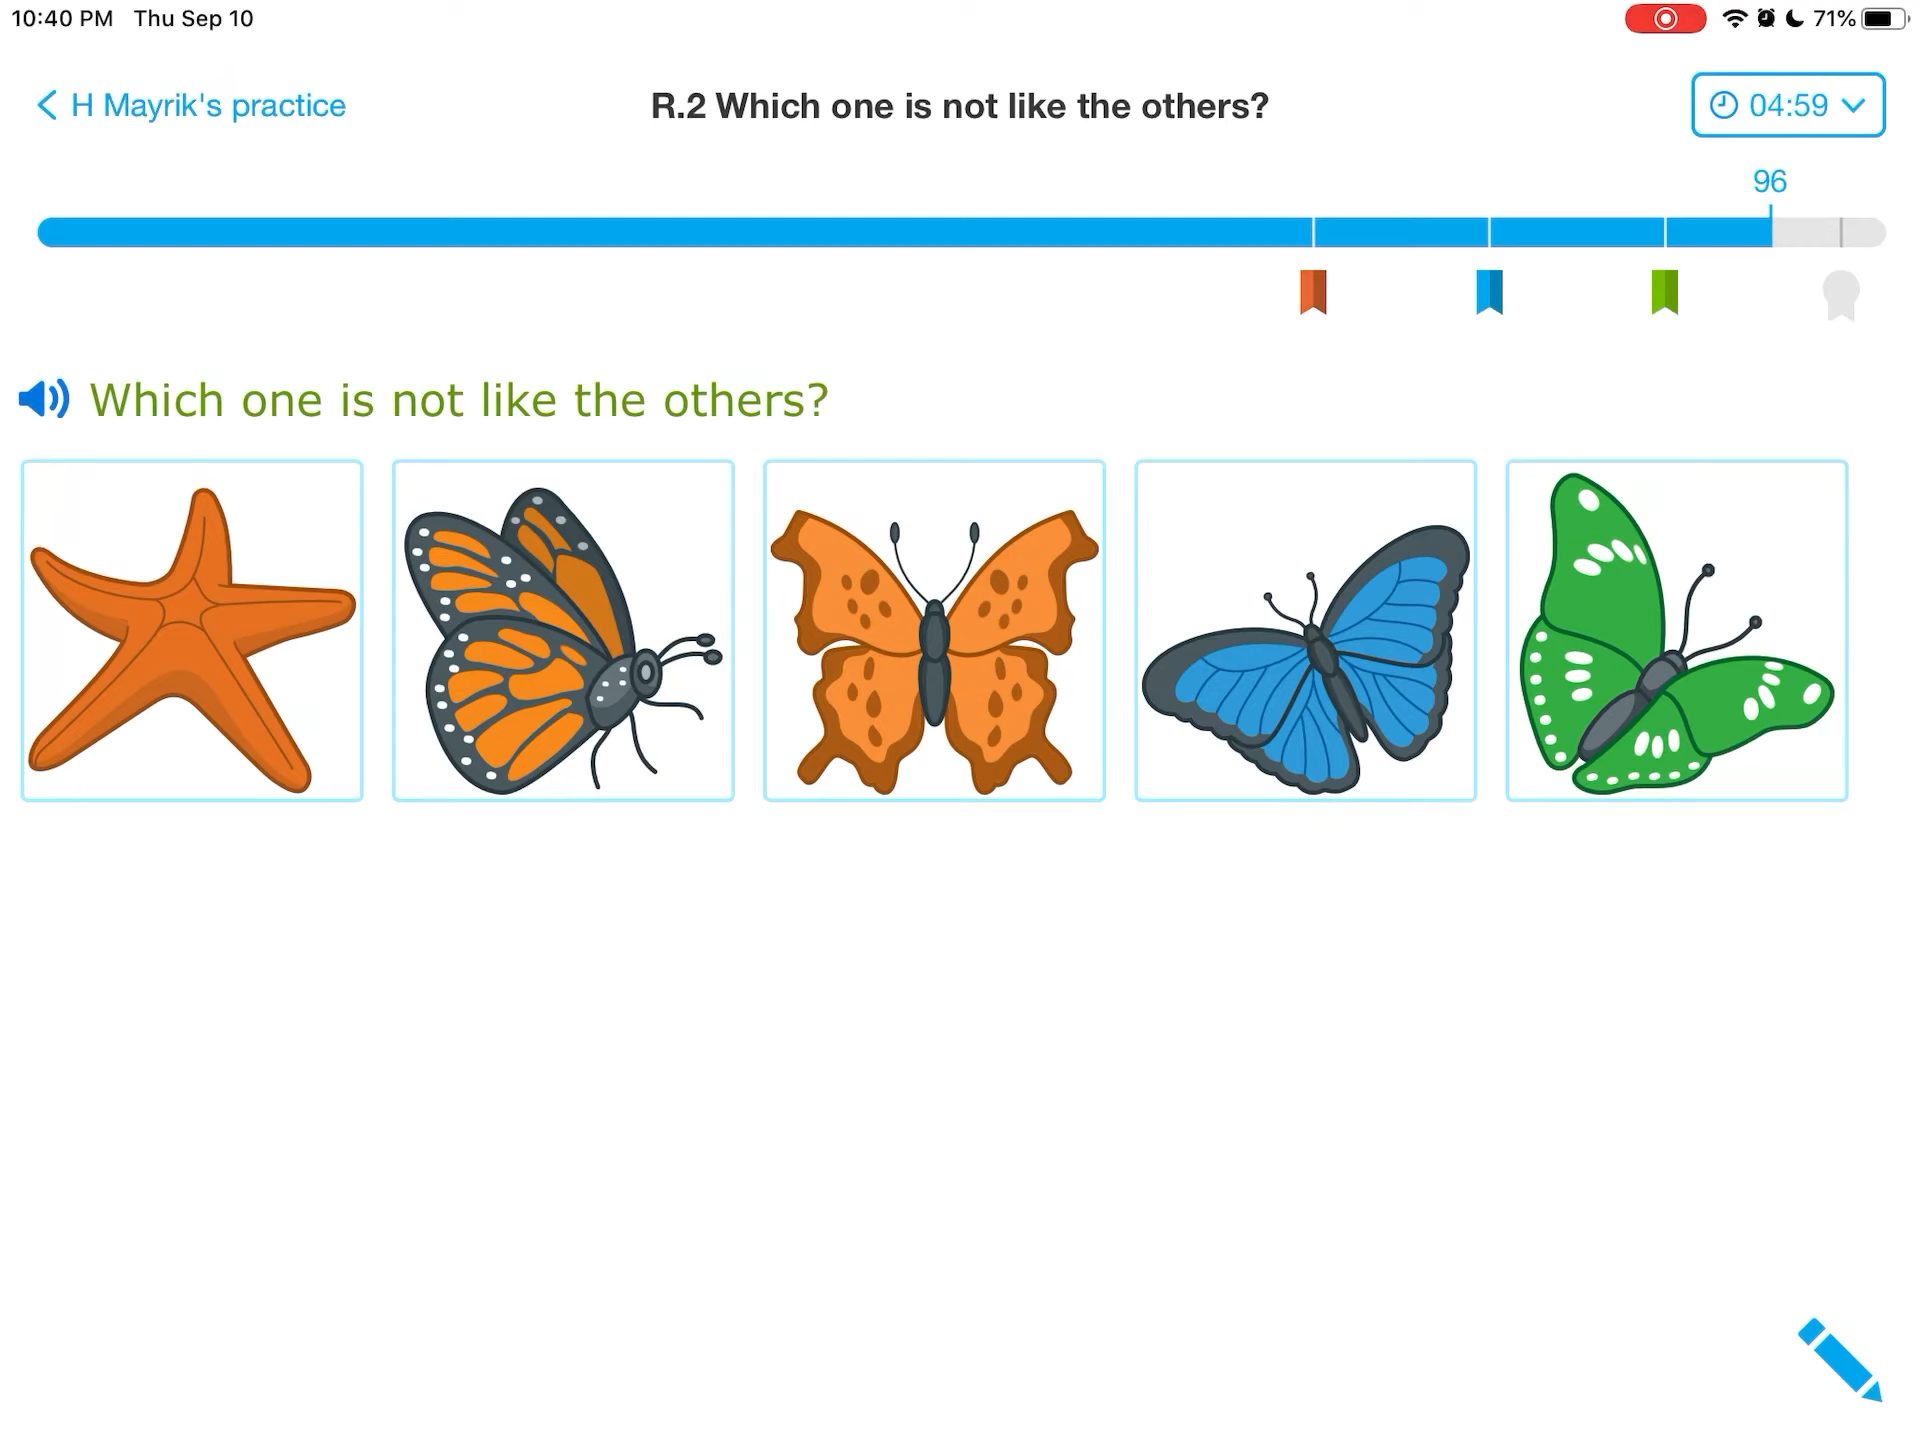 10:40 PM Thu Sep 10
71%
H Mayrik's practice
R.2 Which one is not like the others?
04:59
96
Which one is not like the others?